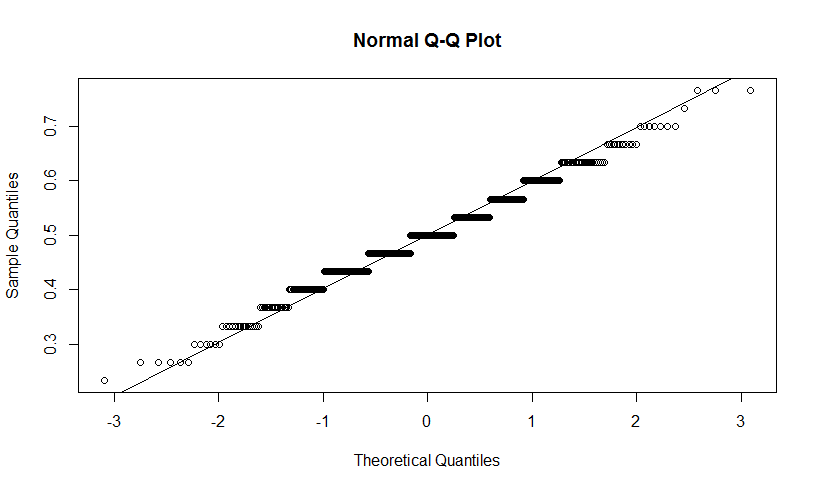 Normal Q-Q Plot
Sample Quantiles
0.7
0.6
0.5
0.4
0.3
-3 -2 -1 0 1 2 3
Theoretical Quantiles